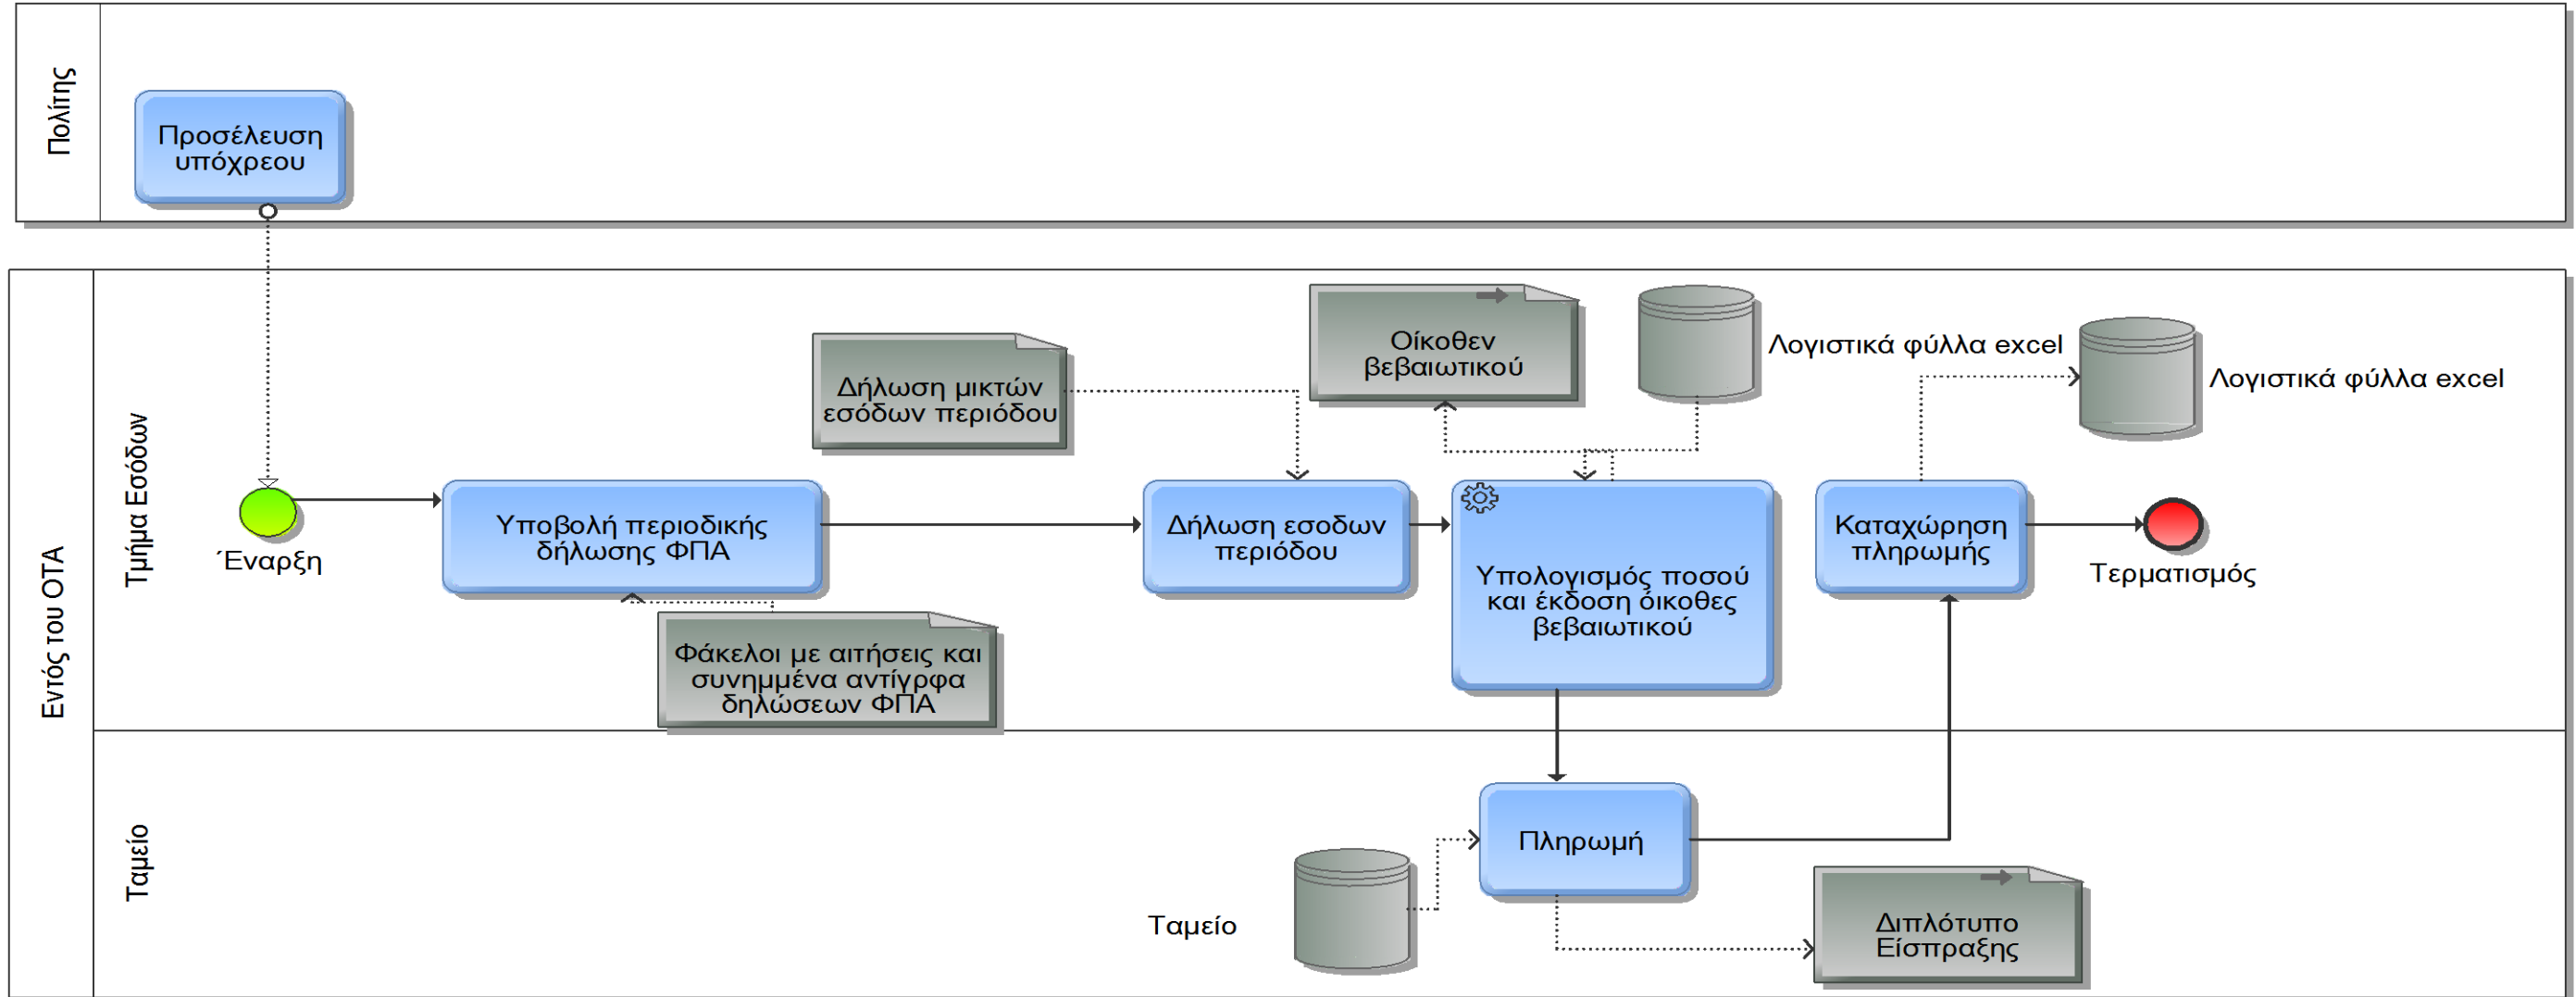 Πολίτης
Προσέλευση
υπόχρεου
Εντός του ΟΤΑ
Τμήμα Εσόδων
Έναρξη
Υποβολή περιοδικής
δήλωσης ΦΠΑ
Φάκελοι με αιτήσεις και
συνημμένα αντίγρφα
δηλώσεων ΦΠΑ
Δήλωση μικτών
εσόδων περιόδου
Δήλωση εσοδων
περιόδου
Οίκοθεν
βεβαιωτικού
Λογιστικά φύλλα excel
Υπολογισμός ποσού
και έκδοση όικοθες
βεβαιωτικού
Καταχώρηση
πληρωμής
Λογιστικά φύλλα excel
Τερματισμός
Ταμείο
Ταμείο
Πληρωμή
Διπλότυπο
Είσπραξης